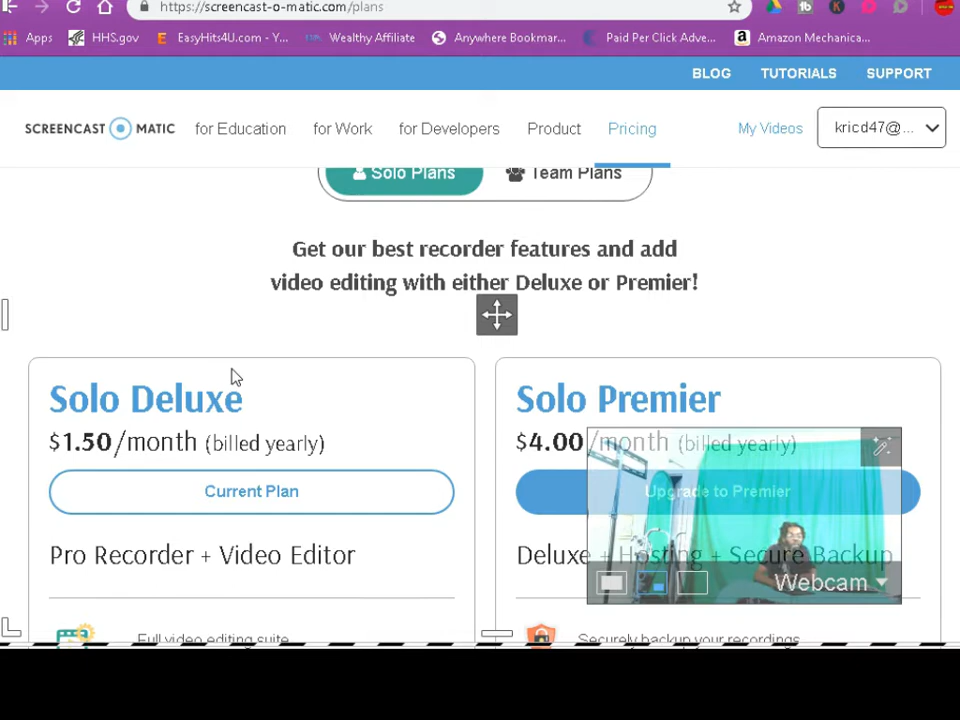 https://screencast-o-matic.com/plans
Apps HHS.gov EasyHits4U.com - Y... Wealthy Affiliate Anywhere Bookmar... Paid Per Click Adve... Amazon Mechanica...
BLOG TUTORIALS SUPPORT
SCREENCAST MATIC for Education for Work for Developers Product Pricing My Videos kricd47@...
Solo Plans Team Plans
Get our best recorder features and add
video editing with either Deluxe or Premier!
Solo Deluxe Solo Premier
$1.50/month (billed yearly) $4.00/month (billed yearly)
Current Plan Upgrade to Premier
Pro Recorder + Video Editor Deluxe + Hosting + Secure Backup
Webcam
Full video editing suite Securely backup your recordings